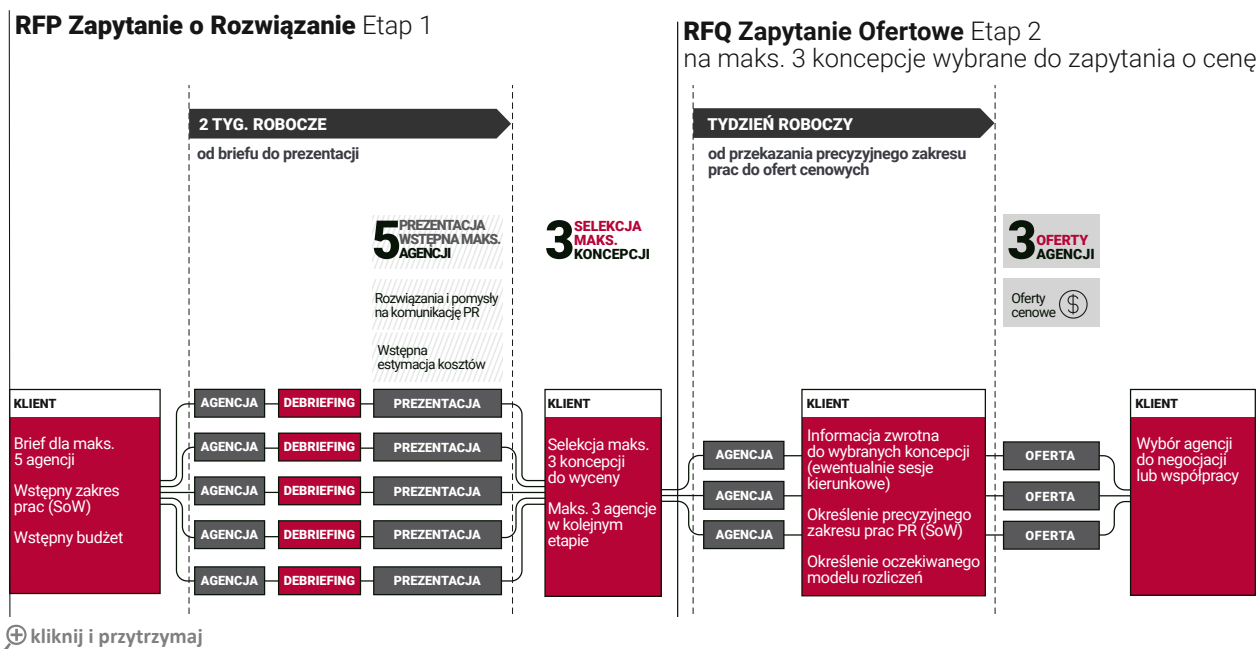 RFP Zapytanie o Rozwiązanie Etap 1
2 TYG. ROBOCZE
od briefu do prezentacji
5 PREZENTACJA
WSTĘPNA MAKS.
AGENCJI
Rozwiązania i pomysły
na komunikację PR
Wstępna
estymacja kosztów
3 SELEKCJA
MAKS.
KONCEPCJI
KLIENT
Brief dla maks.
5 agencji
Wstępny zakres
prac (SoW)
Wstępny budżet
AGENCJA DEBRIEFING PREZENTACJA
AGENCJA DEBRIEFING PREZENTACJA
AGENCJA DEBRIEFING PREZENTACJA
AGENCJA DEBRIEFING PREZENTACJA
AGENCJA DEBRIEFING PREZENTACJA
KLIENT
Selekcja maks.
3 koncepcji
do wyceny
Maks. 3 agencje
w kolejnym
etapie
RFQ Zapytanie Ofertowe Etap 2
na maks. 3 koncepcje wybrane do zapytania o cenę
TYDZIEŃ ROBOCZY
od przekazania precyzyjnego zakresu
prac do ofert cenowych
3 OFERTY
AGENCJI
Oferty
cenowe $
AGENCJA
AGENCJA
AGENCJA
KLIENT
Informacja zwrotna
do wybranych koncepcji
(ewentualnie sesje
kierunkowe)
Określenie precyzyjnego
zakresu prac PR (SoW)
Określenie oczekiwanego
modelu rozliczeń
OFERTA
OFERTA
OFERTA
KLIENT
Wybór agencji
do negocjacji
lub współpracy
kliknij i przytrzymaj